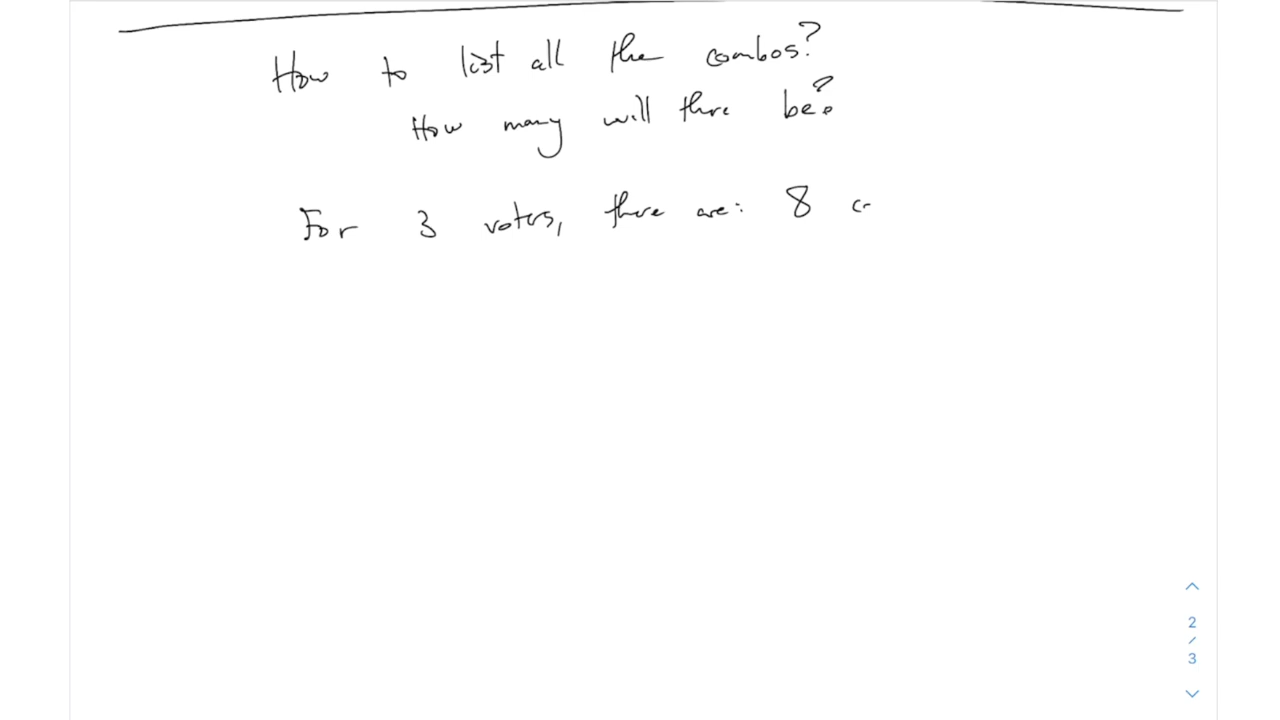 How to list all the combos?
How many will there be?
For 3 voters, there are: 8 co
2
/
3